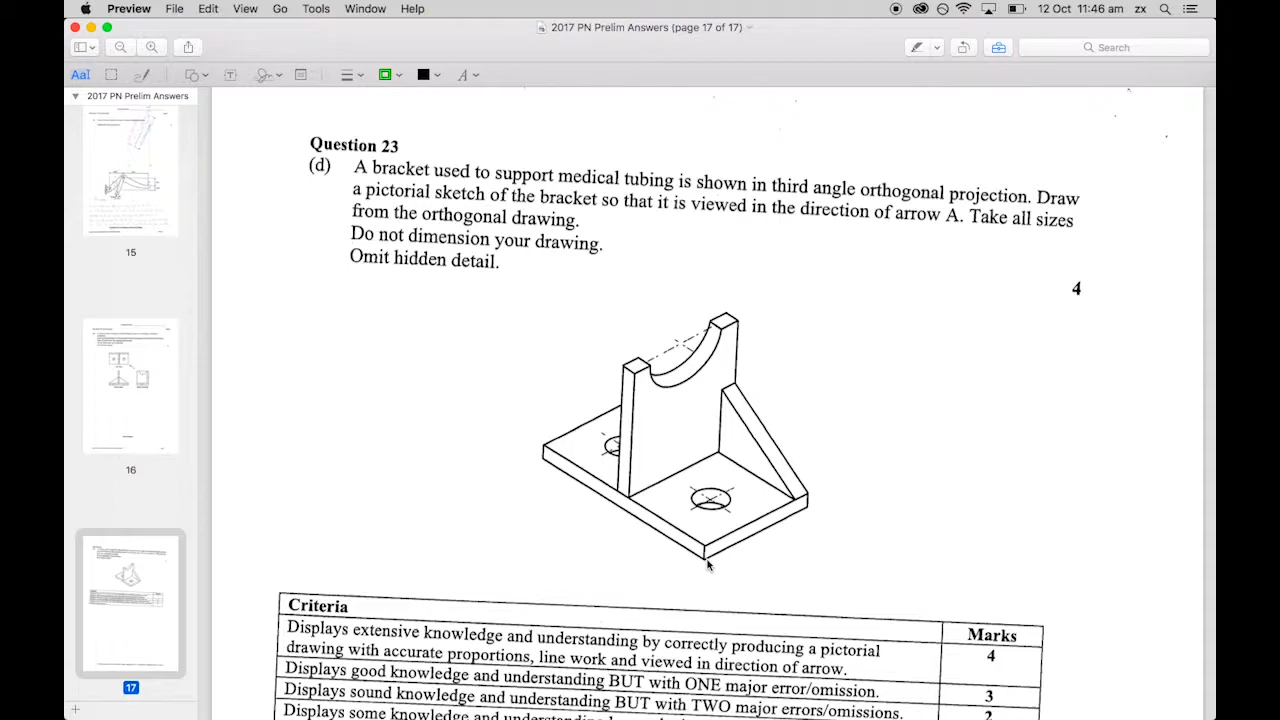 Preview File Edit View Go Tools Window Help 12 Oct 11:46 am zx
2017 PN Prelim Answers (page 17 of 17)
Search
AaI T A
2017 PN Prelim Answers
15
16
17
Question 23
(d) A bracket used to support medical tubing is shown in third angle orthogonal projection. Draw
a pictorial sketch of the bracket so that it is viewed in the direction of arrow A. Take all sizes
from the orthogonal drawing.
Do not dimension your drawing.
Omit hidden detail.
4
Criteria Marks
Displays extensive knowledge and understanding by correctly producing a pictorial
drawing with accurate proportions, line work and viewed in direction of arrow. 4
Displays good knowledge and understanding BUT with ONE major error/omission. 3
Displays sound knowledge and understanding BUT with TWO major errors/omissions. 2
Displays some knowledge and